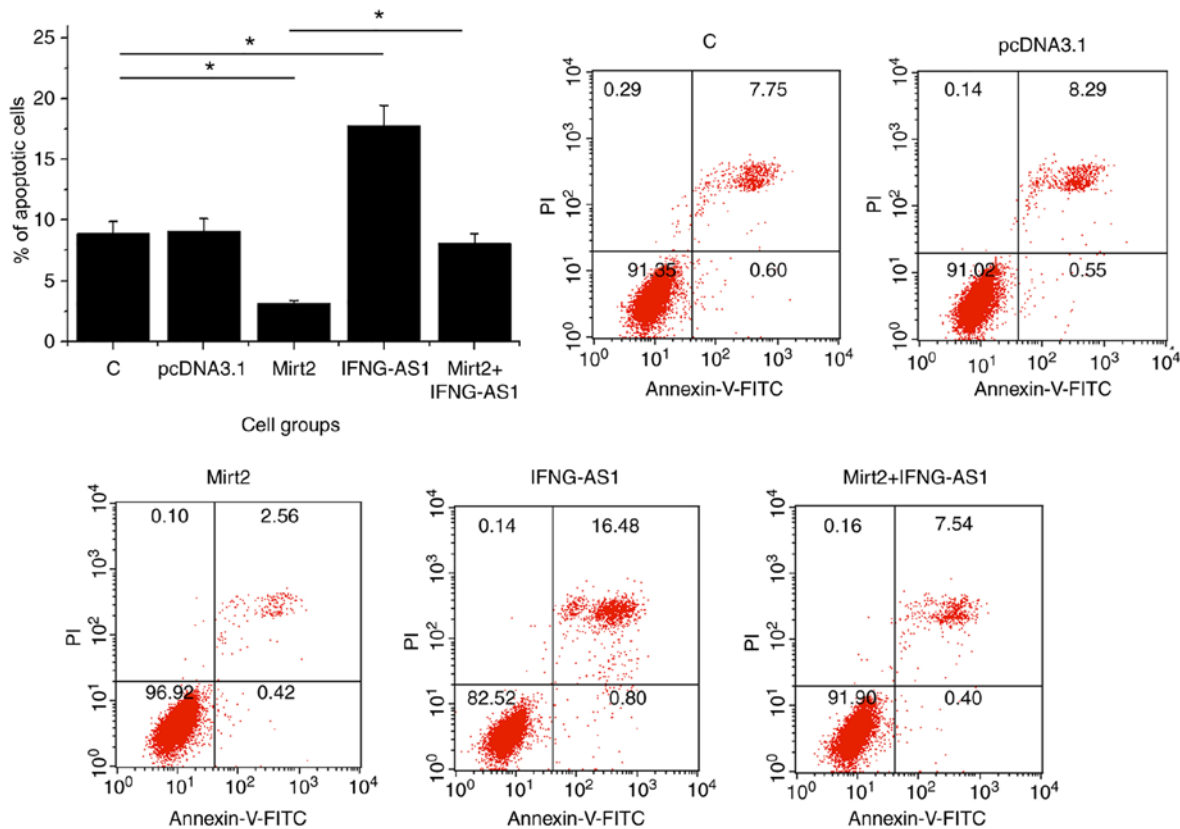 *
*
*
25
20
15
10
5
0
% of apoptotic cells
C pcDNA3.1 Mirt2 IFNG-AS1 Mirt2+
IFNG-AS1
Cell groups
C
10⁴
10³
10²
10¹
10⁰
PI
0.29 7.75
91.35 0.60
10⁰ 10¹ 10² 10³ 10⁴
Annexin-V-FITC
pcDNA3.1
10⁴
10³
10²
10¹
10⁰
PI
0.14 8.29
91.02 0.55
10⁰ 10¹ 10² 10³ 10⁴
Annexin-V-FITC
Mirt2
10⁴
10³
10²
10¹
10⁰
PI
0.10 2.56
96.92 0.42
10⁰ 10¹ 10² 10³ 10⁴
Annexin-V-FITC
IFNG-AS1
10⁴
10³
10²
10¹
10⁰
PI
0.14 16.48
82.52 0.80
10⁰ 10¹ 10² 10³ 10⁴
Annexin-V-FITC
Mirt2+IFNG-AS1
10⁴
10³
10²
10¹
10⁰
PI
0.16 7.54
91.90 0.40
10⁰ 10¹ 10² 10³ 10⁴
Annexin-V-FITC